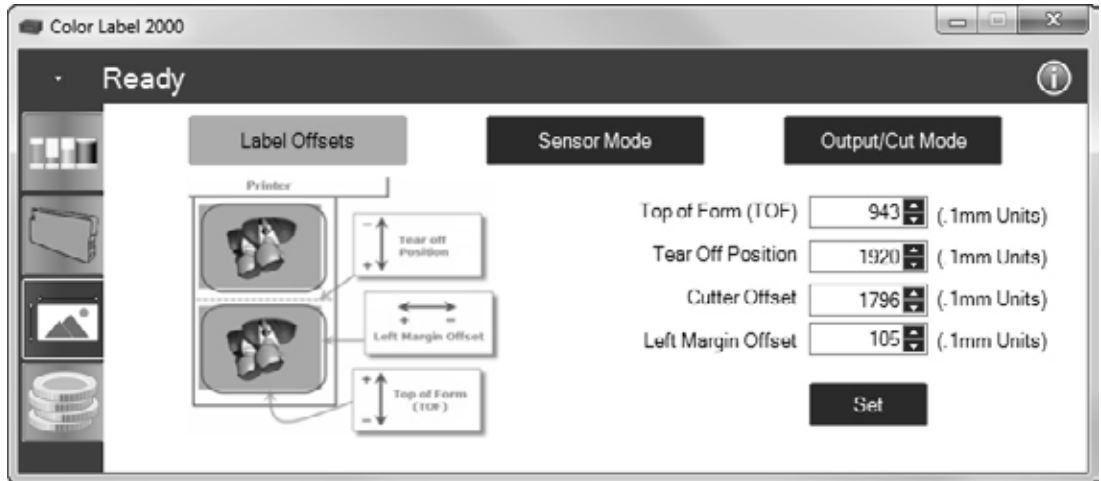 Color Label 2000
Ready
Label Offsets
Sensor Mode
Output/Cut Mode
Printer
Tear off
Position
Left Margin Offset
Top of Form
(TOF)
Top of Form (TOF) 943 (.1mm Units)
Tear Off Position 1920 (.1mm Units)
Cutter Offset 1796 (.1mm Units)
Left Margin Offset 105 (.1mm Units)
Set